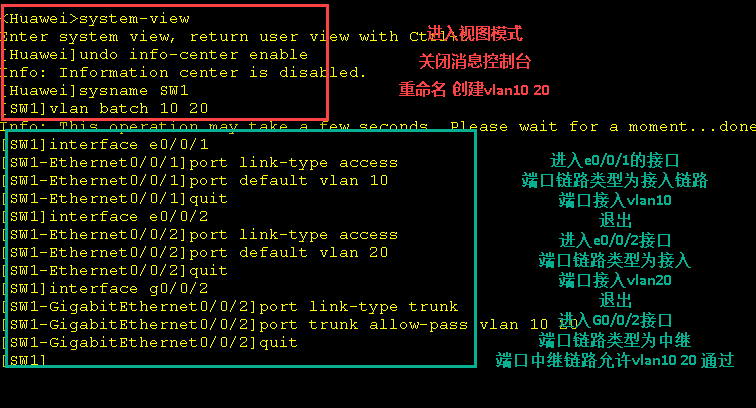 <Huawei>system-view
Enter system view, return user view with Ctrl+ 进入视图模式
[Huawei]undo info-center enable 关闭消息控制台
Info: Information center is disabled.
[Huawei]sysname SW1 重命名 创建vlan10 20
[SW1]vlan batch 10 20
Info: This operation may take a few seconds. Please wait for a moment...done
[SW1]interface e0/0/1
[SW1-Ethernet0/0/1]port link-type access 进入e0/0/1的接口
[SW1-Ethernet0/0/1]port default vlan 10 端口链路类型为接入链路
[SW1-Ethernet0/0/1]quit 端口接入vlan10
[SW1]interface e0/0/2 退出
[SW1-Ethernet0/0/2]port link-type access 进入e0/0/2接口
[SW1-Ethernet0/0/2]port default vlan 20 端口链路类型为接入
[SW1-Ethernet0/0/2]quit 端口接入vlan20
[SW1]interface g0/0/2 退出
[SW1-GigabitEthernet0/0/2]port link-type trunk
[SW1-GigabitEthernet0/0/2]port trunk allow-pass vlan 10 20 进入G0/0/2接口
[SW1-GigabitEthernet0/0/2]quit 端口链路类型为中继
[SW1] 端口中继链路允许vlan10 20 通过